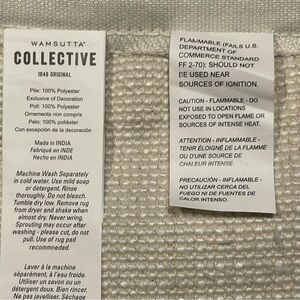 WAMSUTTA®
COLLECTIVE
1846 ORIGINAL
Pile: 100% Polyester
Exclusive of Decoration
Poil: 100% Polyester
Ornements non compris
Pelo: 100% poliéster
Con excepción de la decoración
Made in INDIA
Fabriqué en INDE
Hecho en INDIA
Machine Wash Separately
in cold water. Use mild soap
or detergent. Rinse
thoroughly. Do not bleach.
Tumble dry low. Remove rug
from dryer and shake when
almost dry. Never wring.
Sprouting may occur after
washing - please cut, do not
pull. Use of rug pad
recommended.
Laver à la machine
séparément, à l'eau froide.
Utiliser un savon ou un
détergent doux. Bien rincer.
Ne pas javelliser. Séchage
FLAMMABLE (FAILS U.S.
DEPARTMENT OF
COMMERCE STANDARD
FF 2-70): SHOULD NOT
BE USED NEAR
SOURCES OF IGNITION.
CAUTION - FLAMMABLE - DO
NOT USE IN LOCATIONS
EXPOSED TO OPEN FLAME OR
SOURCES OF INTENSE HEAT.
ATTENTION - INFLAMMABLE -
TENIR ÉLOIGNÉ DE LA FLAMME
OU D'UNE SOURCE DE
CHALEUR INTENSE
PRECAUCIÓN - INFLAMABLE -
NO UTILIZAR CERCA DEL
FUEGO NI DE FUENTES DE
CALOR INTENSO.